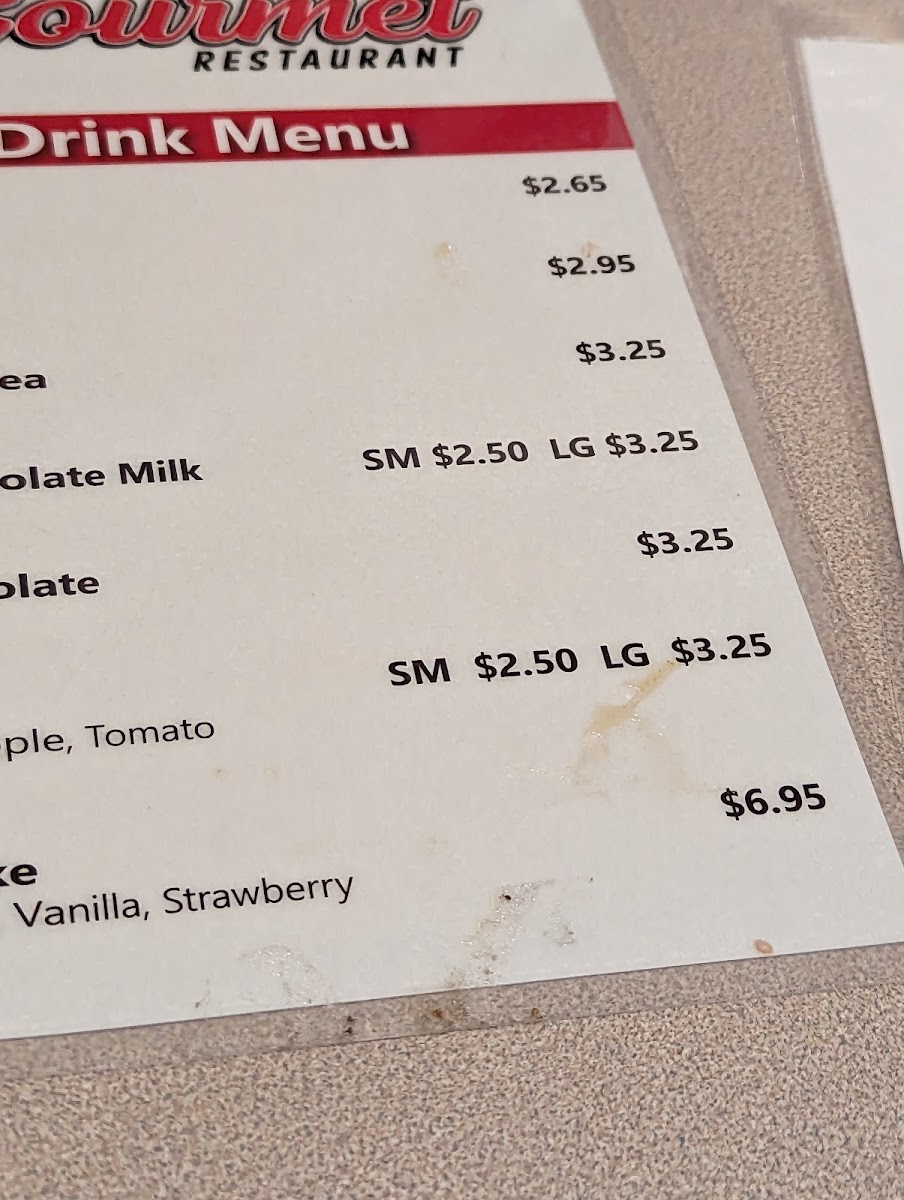 Gourmet
RESTAURANT
Drink Menu
$2.65
$2.95
$3.25
ea
SM $2.50 LG $3.25
olate Milk
$3.25
olate
SM $2.50 LG $3.25
ple, Tomato
$6.95
ke
Vanilla, Strawberry